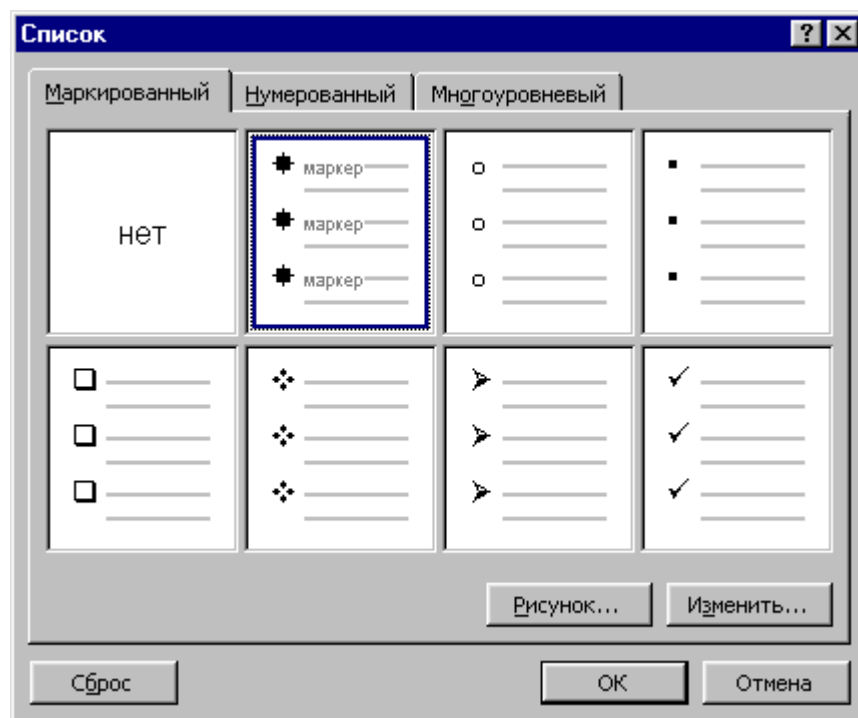 Список
Маркированный Нумерованный Многоуровневый
нет
маркер
маркер
маркер
Рисунок... Изменить...
Сброс ОК Отмена